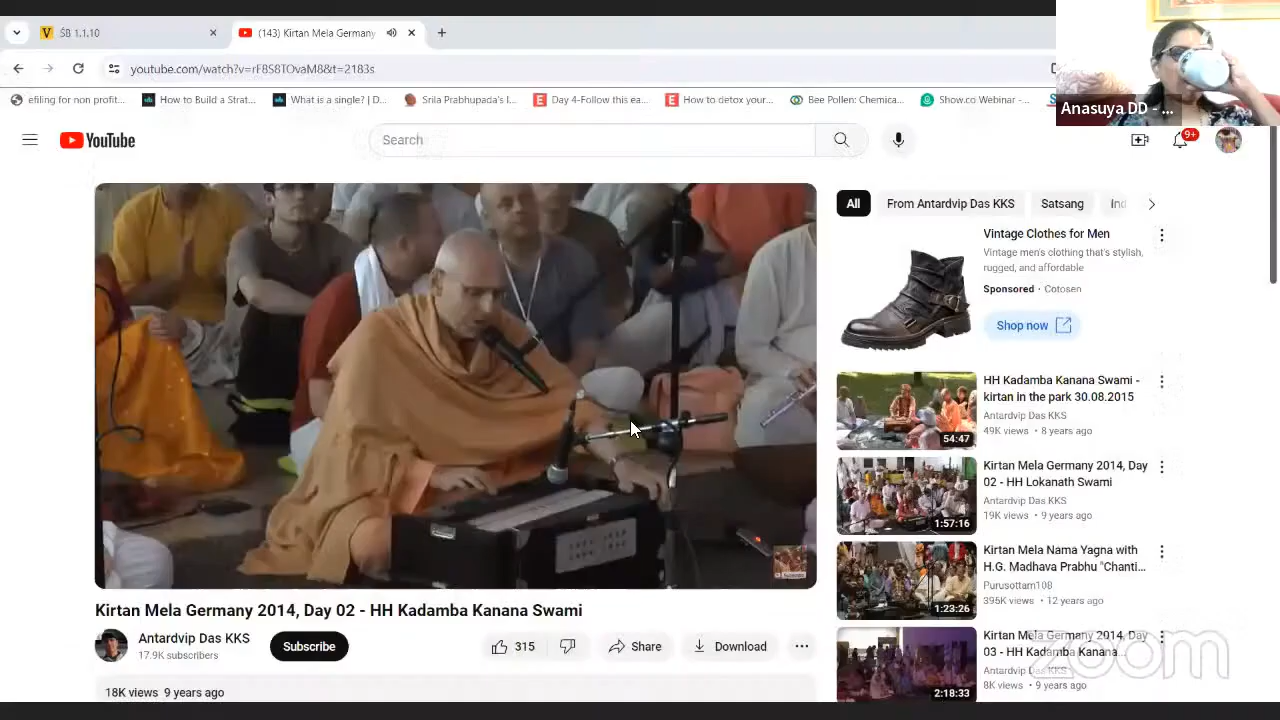 ŚB 1.1.10
(143) Kirtan Mela Germany
youtube.com/watch?v=rF8S8TOvaM8&t=2183s
efiling for non profit...
How to Build a Strat...
What is a single : | D...
Srila Prabhupada's l...
Day 4-Follow this ea...
How to detox your...
Bee Pollen: Chemica...
Show.co Webinar -...
Anasuya DD - ...
YouTube
Search
9+
All
From Antardvip Das KKS
Satsang
Ind
Vintage Clothes for Men
Vintage men's clothing that's stylish,
rugged, and affordable
Sponsored · Cotosen
Shop now
HH Kadamba Kanana Swami -
kirtan in the park 30.08.2015
Antardvip Das KKS
49K views • 8 years ago
54:47
Kirtan Mela Germany 2014, Day
02 - HH Lokanath Swami
Antardvip Das KKS
19K views • 9 years ago
1:57:16
Kirtan Mela Nama Yagna with
H.G. Madhava Prabhu "Chanti...
Purusottam108
395K views • 12 years ago
1:23:26
Kirtan Mela Germany 2014, Day
03 - HH Kadamba Kanana...
Antardvip Das KKS
8K views • 9 years ago
2:18:33
Kirtan Mela Germany 2014, Day 02 - HH Kadamba Kanana Swami
Antardvip Das KKS
17.9K subscribers
Subscribe
315
Share
Download
18K views 9 years ago
zoom